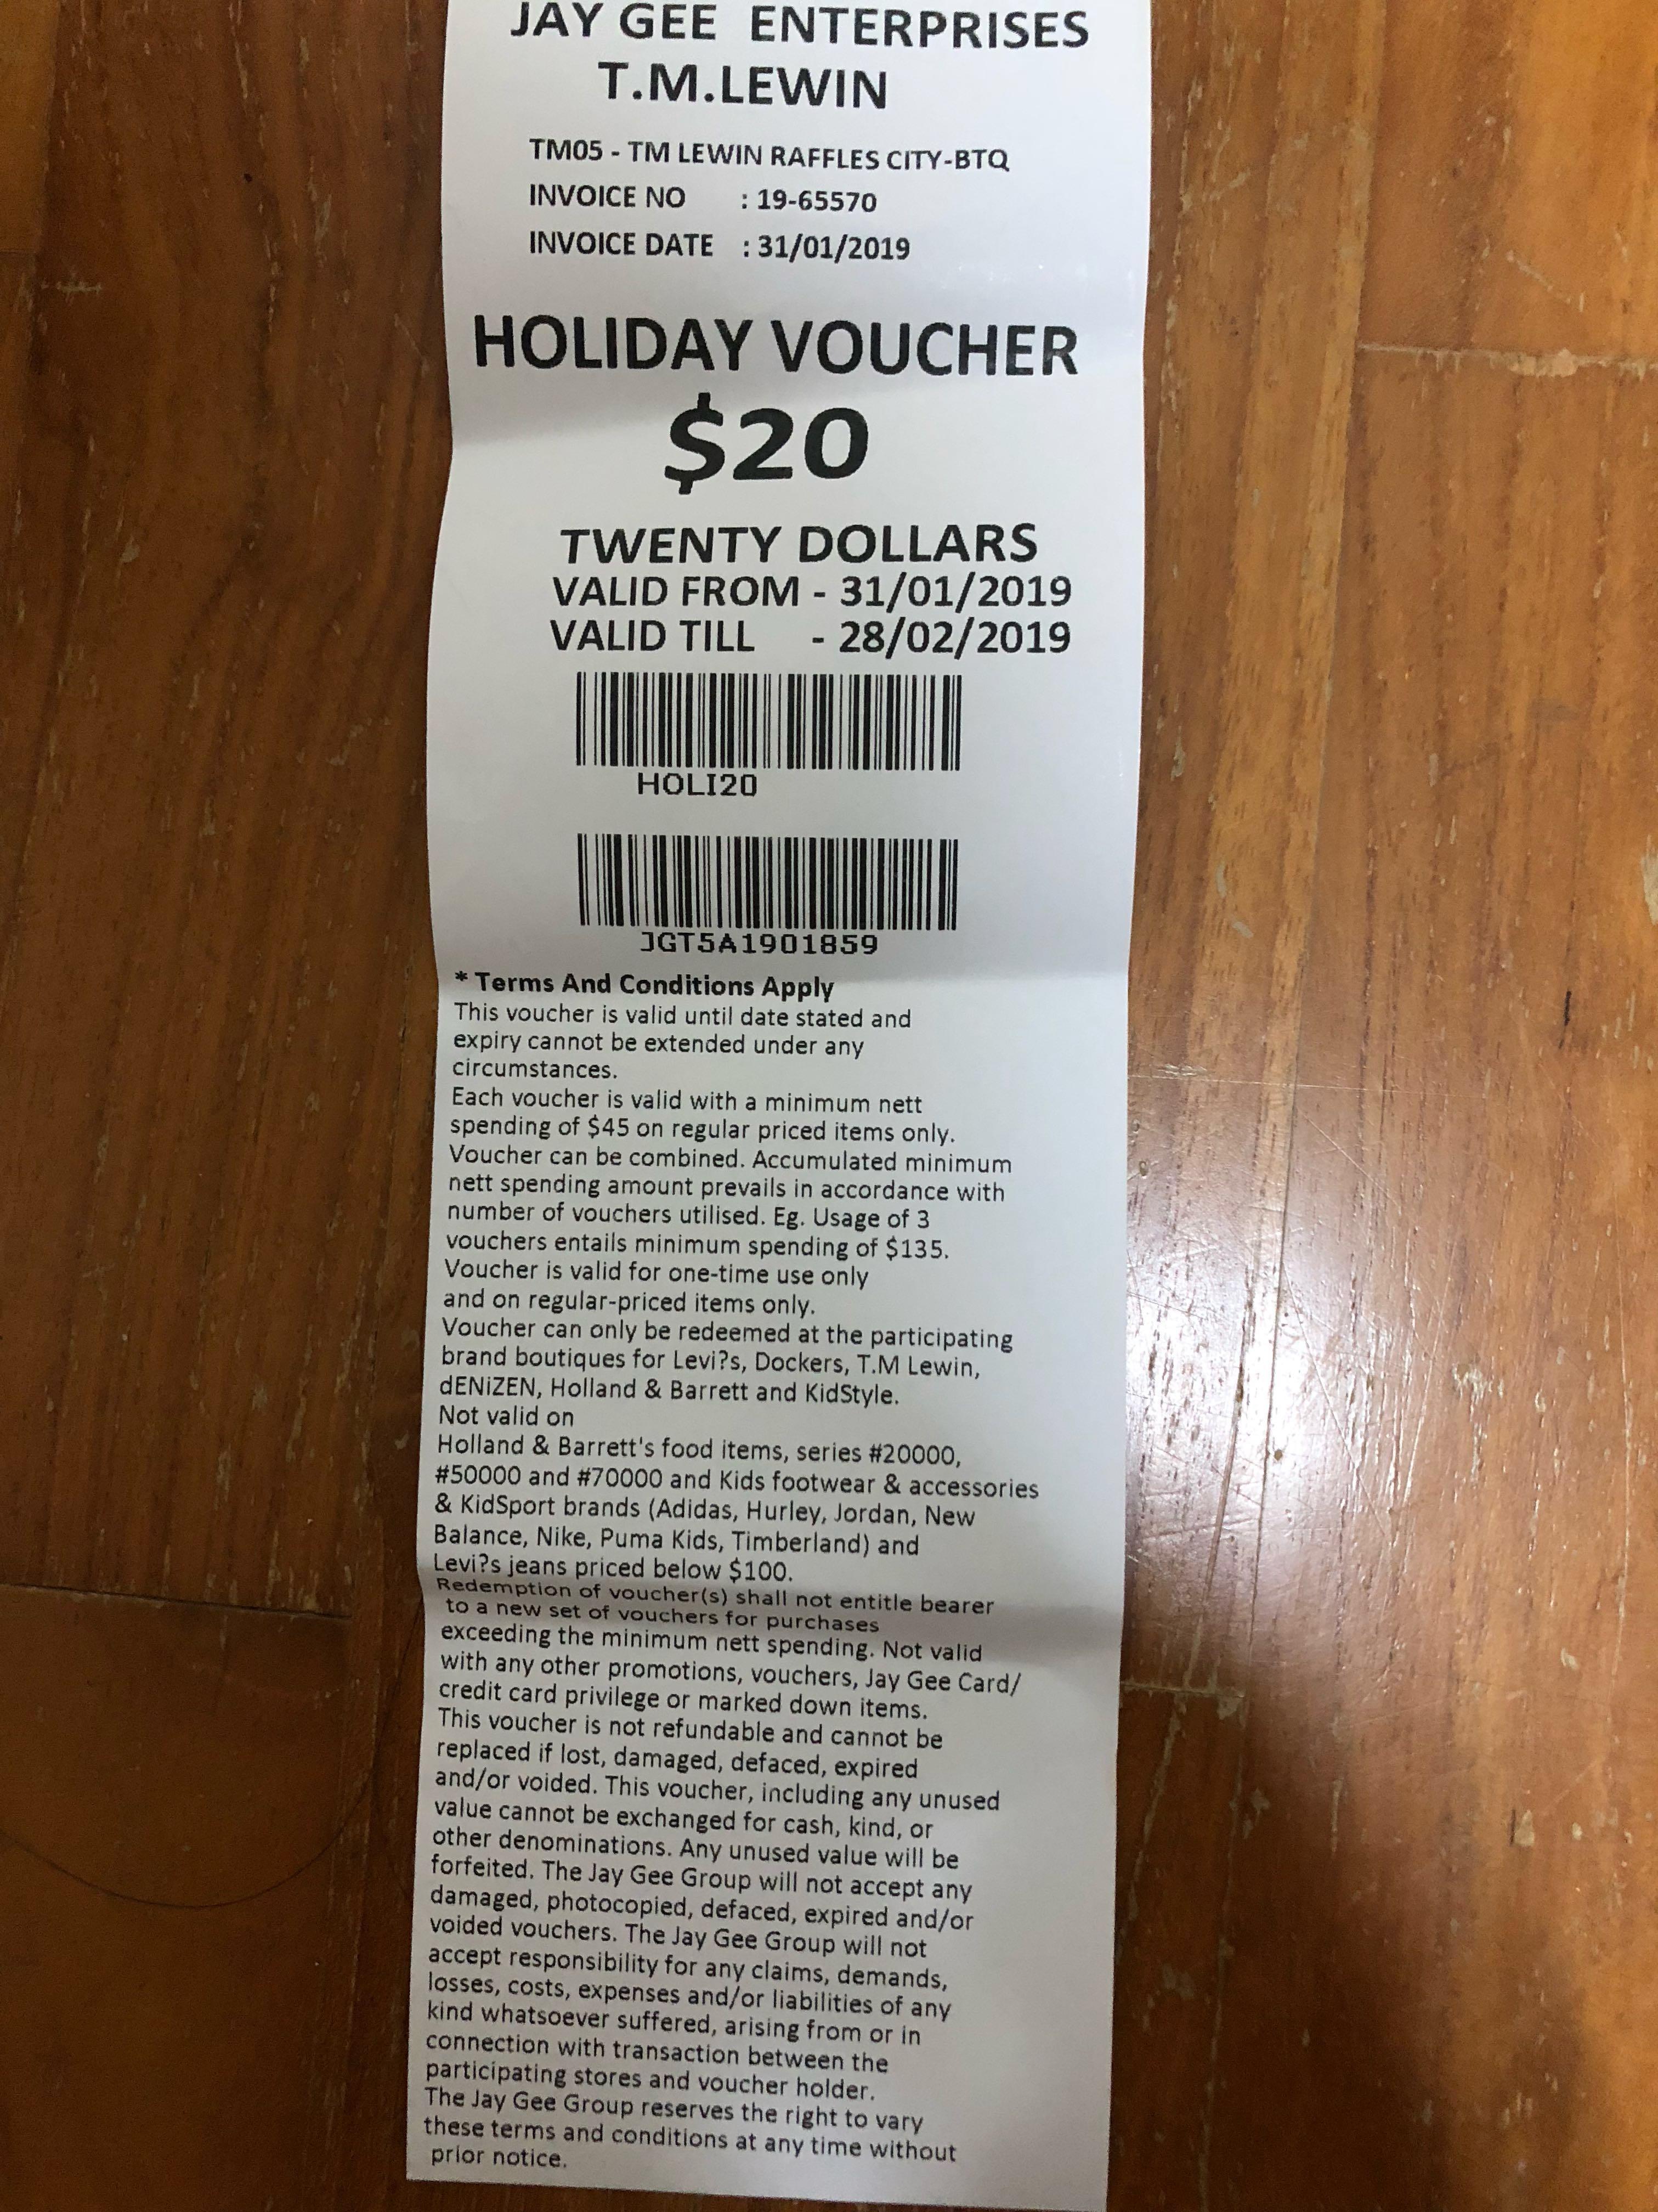 JAY GEE ENTERPRISES
T.M.LEWIN
TM05 - TM LEWIN RAFFLES CITY-BTQ
INVOICE NO : 19-65570
INVOICE DATE : 31/01/2019
HOLIDAY VOUCHER
$20
TWENTY DOLLARS
VALID FROM - 31/01/2019
VALID TILL - 28/02/2019
HOLI20
JGT5A1901859
* Terms And Conditions Apply
This voucher is valid until date stated and
expiry cannot be extended under any
circumstances.
Each voucher is valid with a minimum nett
spending of $45 on regular priced items only.
Voucher can be combined. Accumulated minimum
nett spending amount prevails in accordance with
number of vouchers utilised. Eg. Usage of 3
vouchers entails minimum spending of $135.
Voucher is valid for one-time use only
and on regular-priced items only.
Voucher can only be redeemed at the participating
brand boutiques for Levi?s, Dockers, T.M Lewin,
dENiZEN, Holland & Barrett and KidStyle.
Not valid on
Holland & Barrett's food items, series #20000,
#50000 and #70000 and Kids footwear & accessories
& KidSport brands (Adidas, Hurley, Jordan, New
Balance, Nike, Puma Kids, Timberland) and
Levi?s jeans priced below $100.
Redemption of voucher(s) shall not entitle bearer
to a new set of vouchers for purchases
exceeding the minimum nett spending. Not valid
with any other promotions, vouchers, Jay Gee Card/
credit card privilege or marked down items.
This voucher is not refundable and cannot be
replaced if lost, damaged, defaced, expired
and/or voided. This voucher, including any unused
value cannot be exchanged for cash, kind, or
other denominations. Any unused value will be
forfeited. The Jay Gee Group will not accept any
damaged, photocopied, defaced, expired and/or
voided vouchers. The Jay Gee Group will not
accept responsibility for any claims, demands,
losses, costs, expenses and/or liabilities of any
kind whatsoever suffered, arising from or in
connection with transaction between the
participating stores and voucher holder.
The Jay Gee Group reserves the right to vary
these terms and conditions at any time without
prior notice.